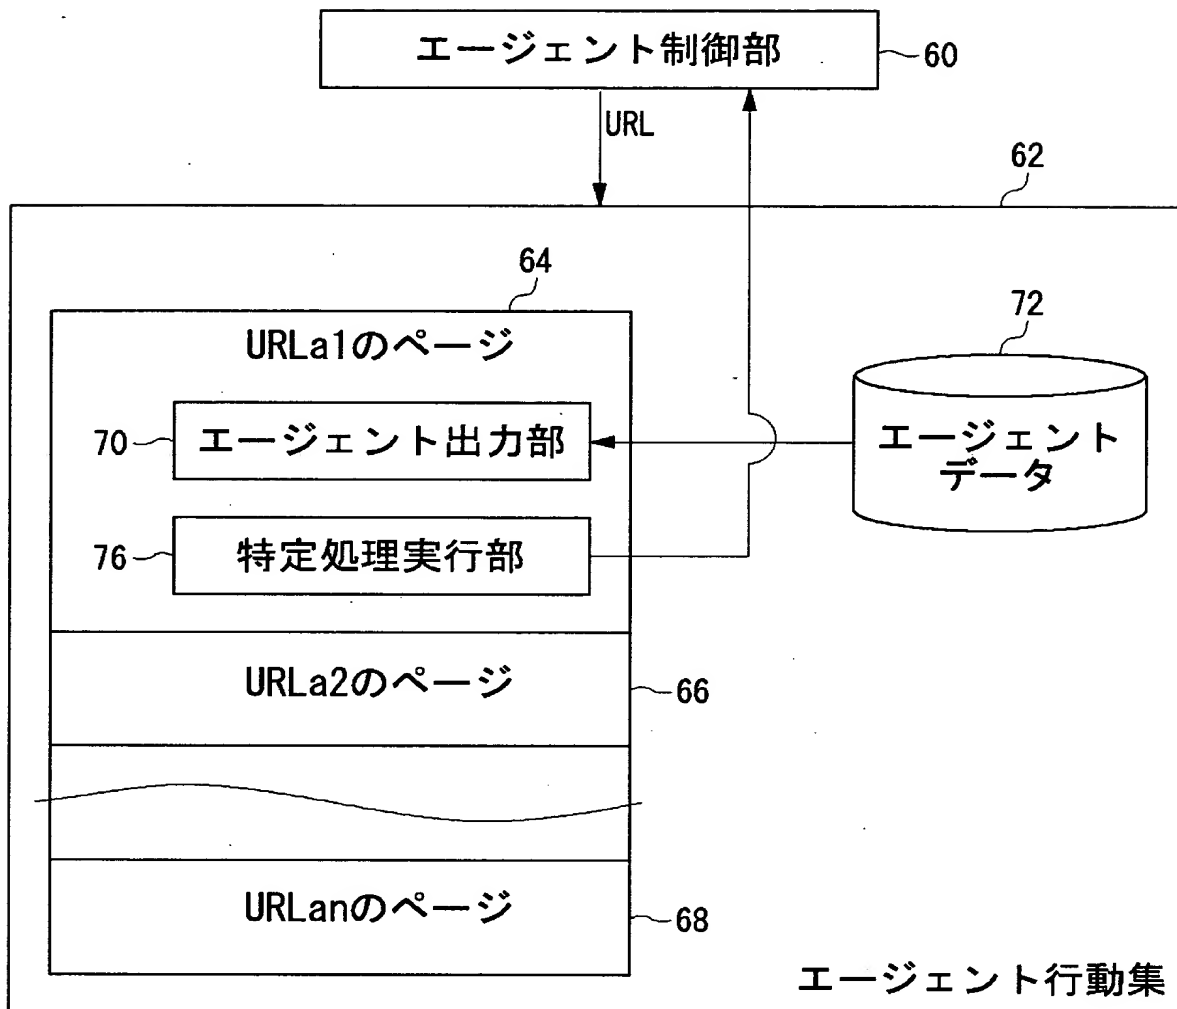 エージェント制御部
60
URL
62
64
URLa1のページ
72
70
エージェント出力部
エージェント
データ
76
特定処理実行部
URLa2のページ
66
URLanのページ
68
エージェント行動集